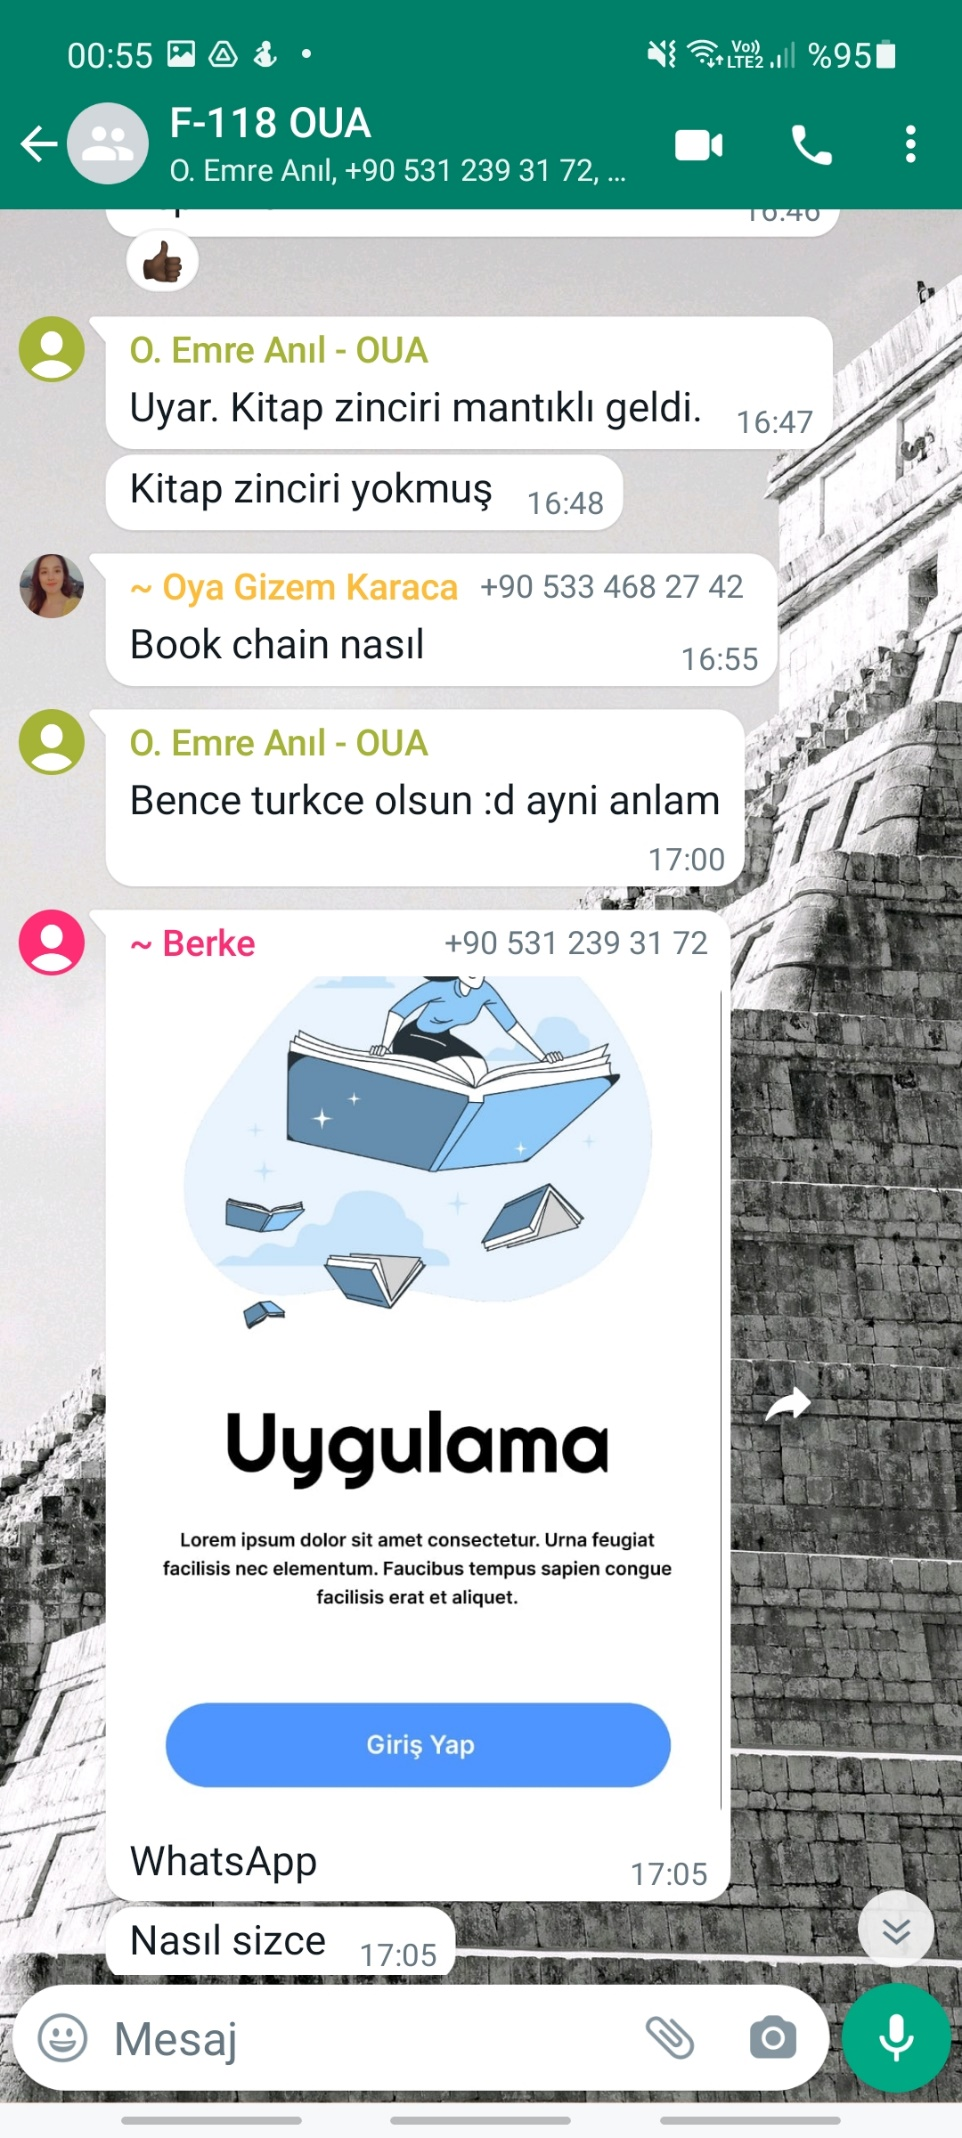 00:55
Vo)) LTE2 %95
F-118 OUA
O. Emre Anıl, +90 531 239 31 72, ...
16:46
O. Emre Anıl - OUA
Uyar. Kitap zinciri mantıklı geldi. 16:47
Kitap zinciri yokmuş 16:48
~ Oya Gizem Karaca +90 533 468 27 42
Book chain nasıl 16:55
O. Emre Anıl - OUA
Bence turkce olsun :d ayni anlam
17:00
~ Berke +90 531 239 31 72
Uygulama
Lorem ipsum dolor sit amet consectetur. Urna feugiat
facilisis nec elementum. Faucibus tempus sapien congue
facilisis erat et aliquet.
Giriş Yap
WhatsApp 17:05
Nasıl sizce 17:05
Mesaj